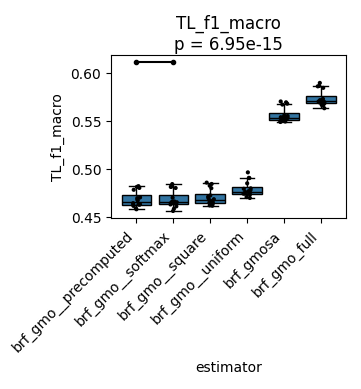 TL_f1_macro
p = 6.95e-15
TL_f1_macro
0.60
0.55
0.50
0.45
brf_gmo__precomputed
brf_gmo__softmax
brf_gmo__square
brf_gmo__uniform
brf_gmosa
brf_gmo_full
estimator